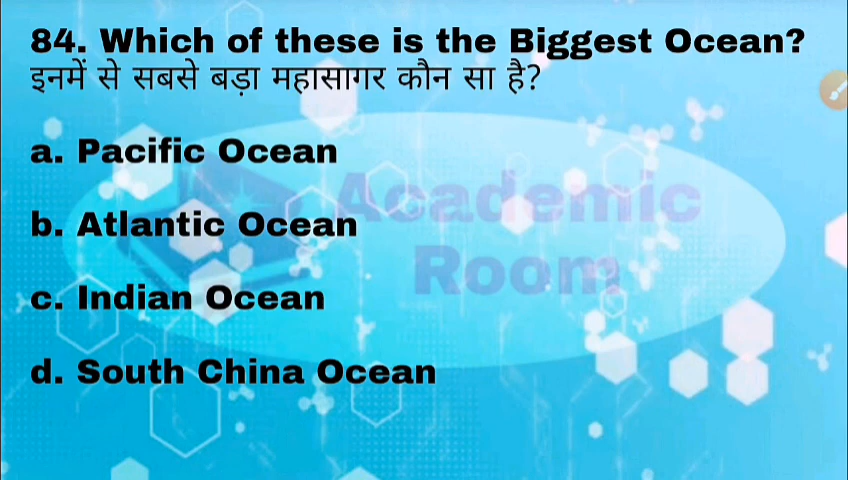 84. Which of these is the Biggest Ocean?
इनमें से सबसे बड़ा महासागर कौन सा है?
a. Pacific Ocean
b. Atlantic Ocean
c. Indian Ocean
d. South China Ocean
Academic
Room